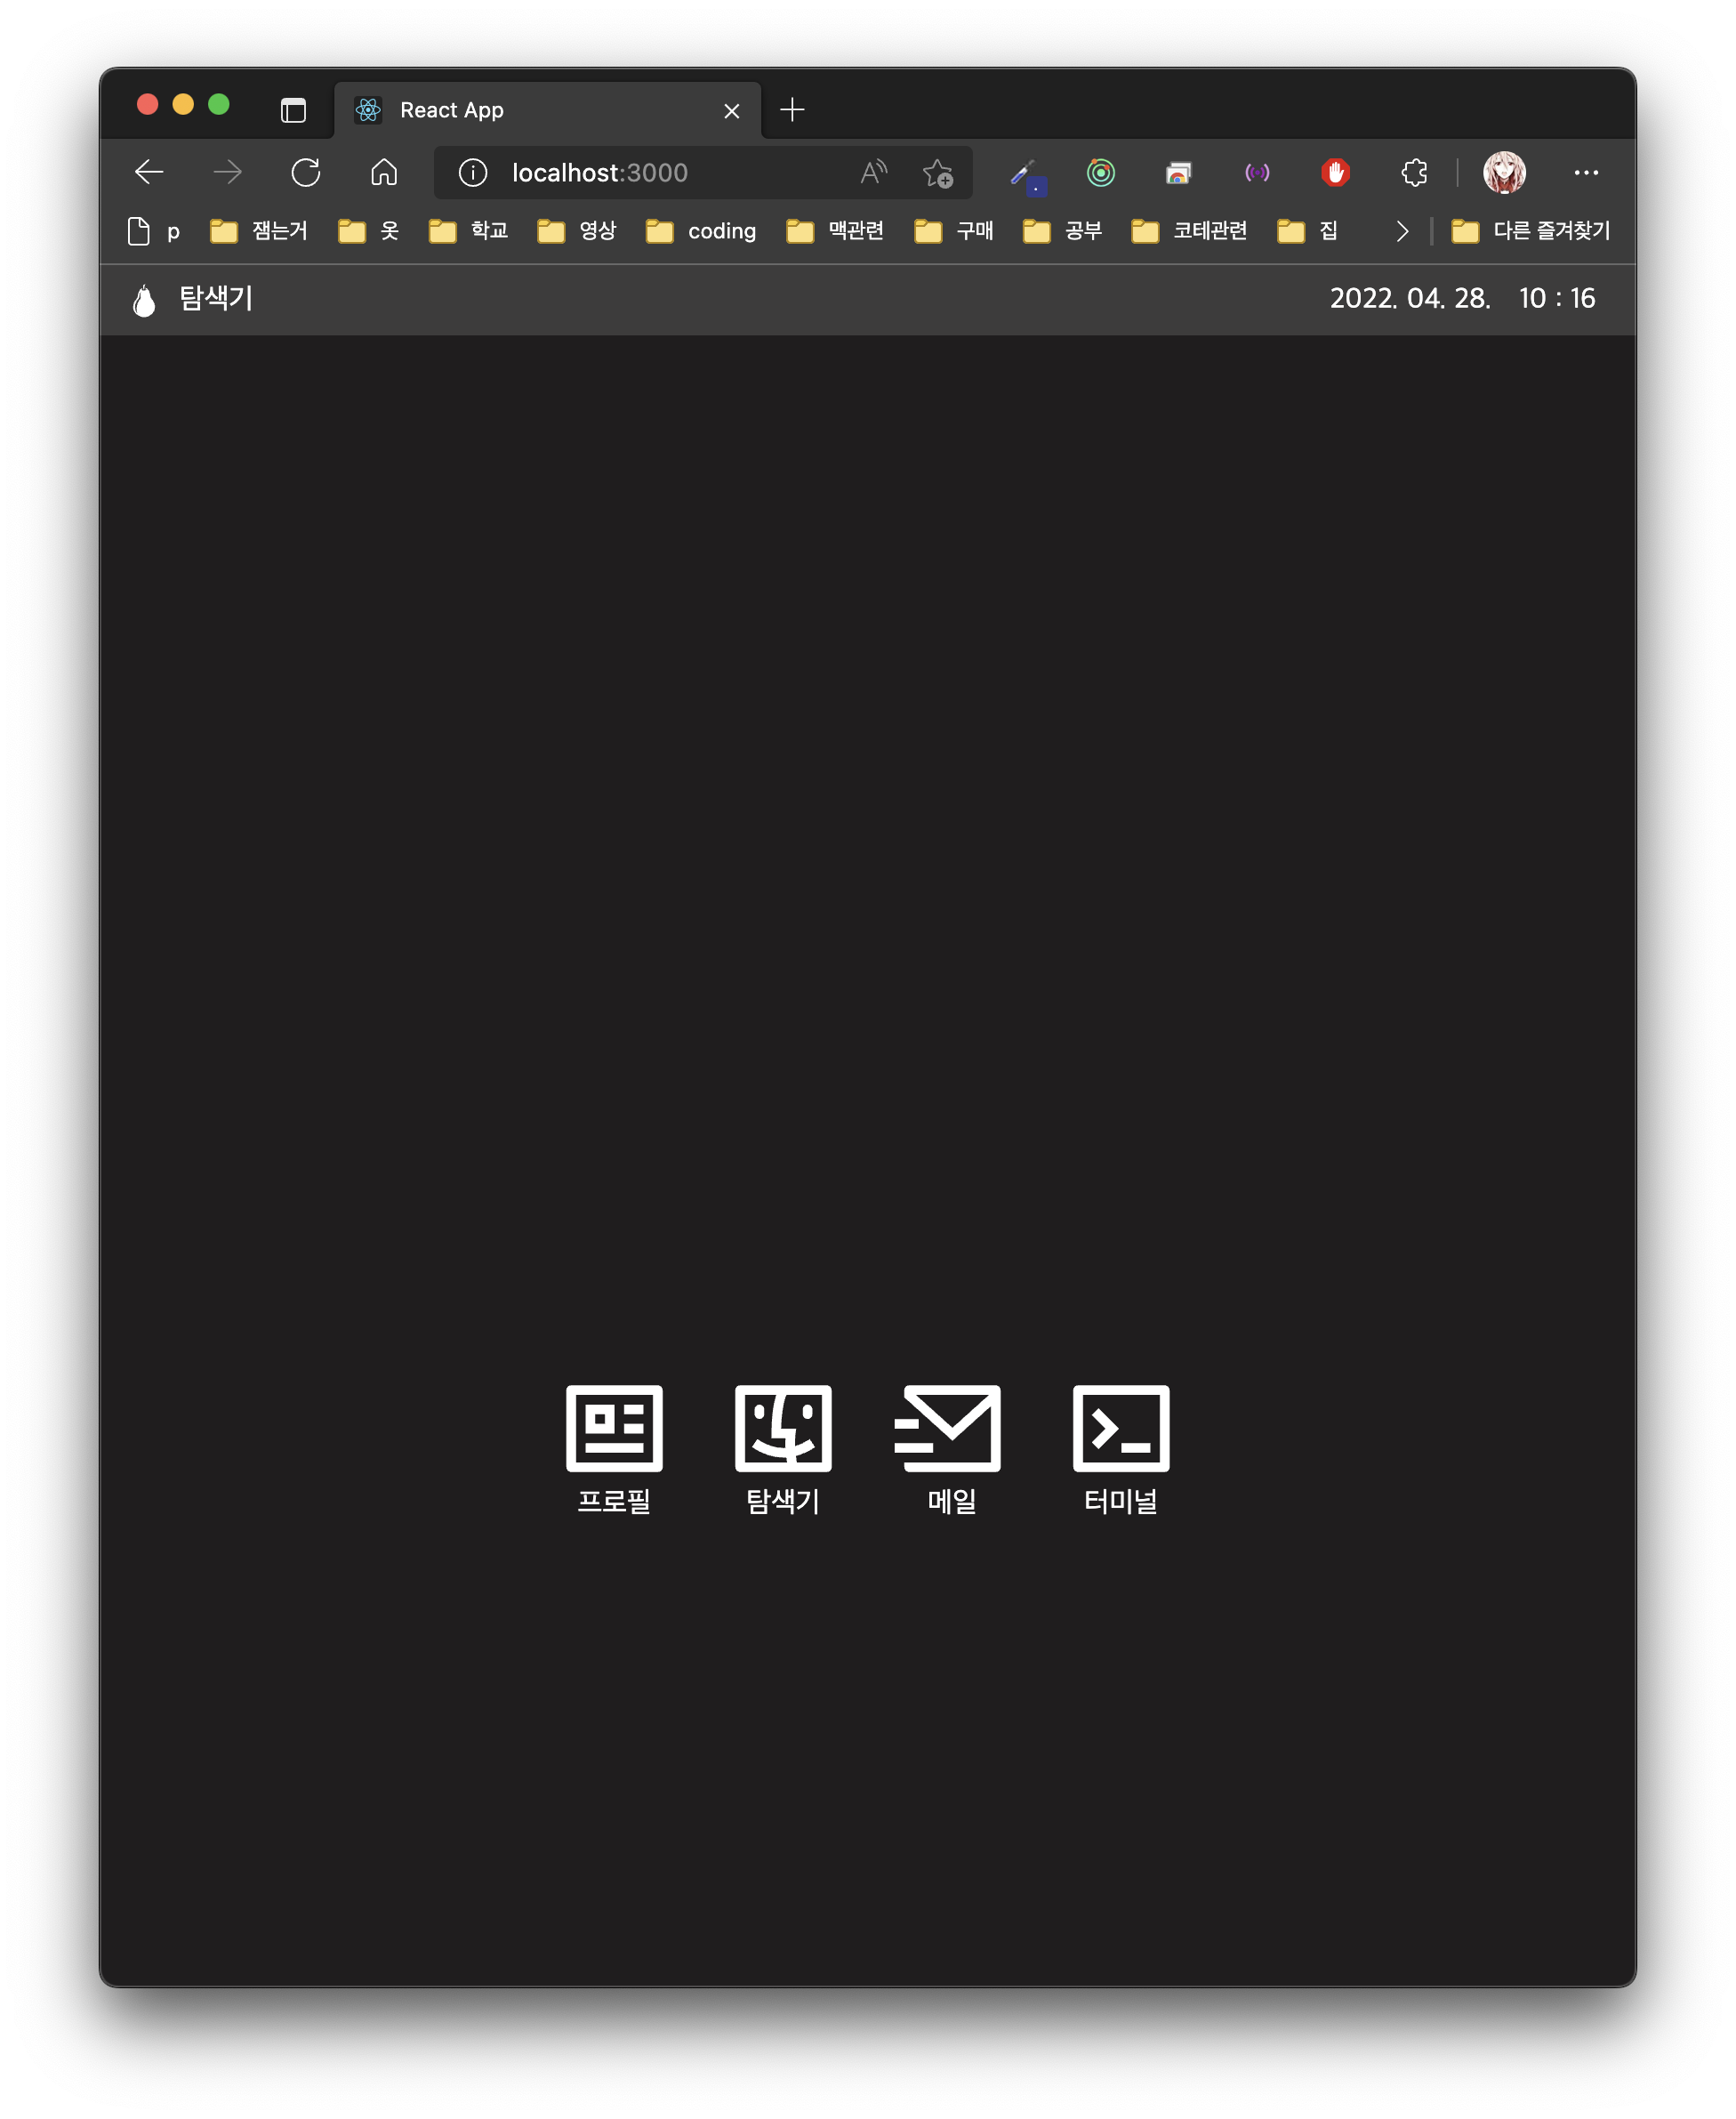 React App
localhost:3000
p 잼는거 옷 학교 영상 coding 맥관련 구매 공부 코테관련 집 다른 즐겨찾기
탐색기 2022. 04. 28. 10 : 16
프로필 탐색기 메일 터미널